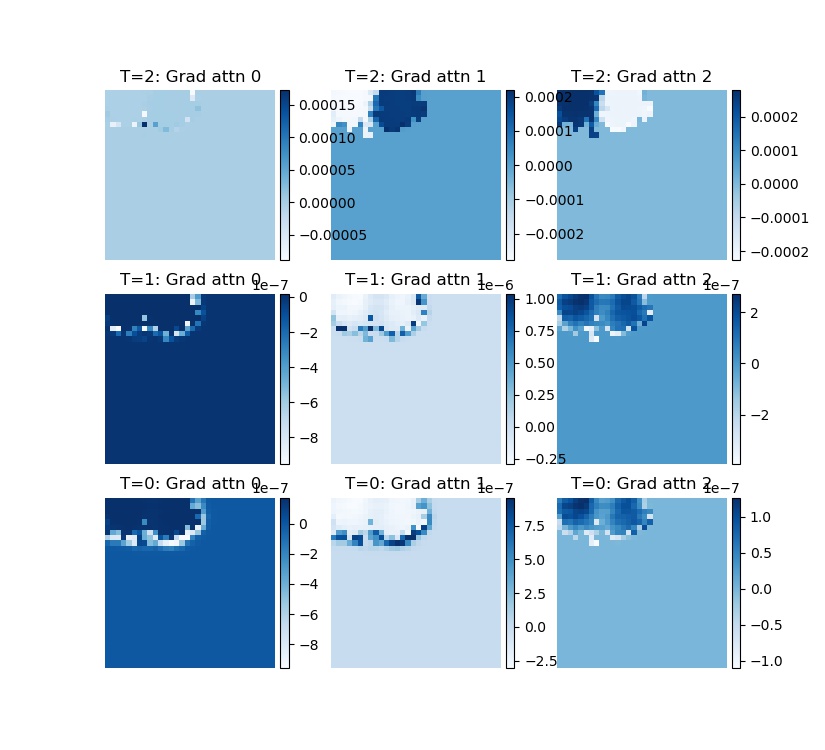 T=2: Grad attn 0
T=2: Grad attn 1
T=2: Grad attn 2
0.00015
0.00010
0.00005
0.00000
−0.00005
0.0002
0.0001
0.0000
−0.0001
−0.0002
0.0002
0.0001
0.0000
−0.0001
−0.0002
T=1: Grad attn 0
1e−7
T=1: Grad attn 1
1e−6
T=1: Grad attn 2
1e−7
0
−2
−4
−6
−8
1.00
0.75
0.50
0.25
0.00
−0.25
2
0
−2
T=0: Grad attn 0
1e−7
T=0: Grad attn 1
1e−7
T=0: Grad attn 2
1e−7
0
−2
−4
−6
−8
7.5
5.0
2.5
0.0
−2.5
1.0
0.5
0.0
−0.5
−1.0